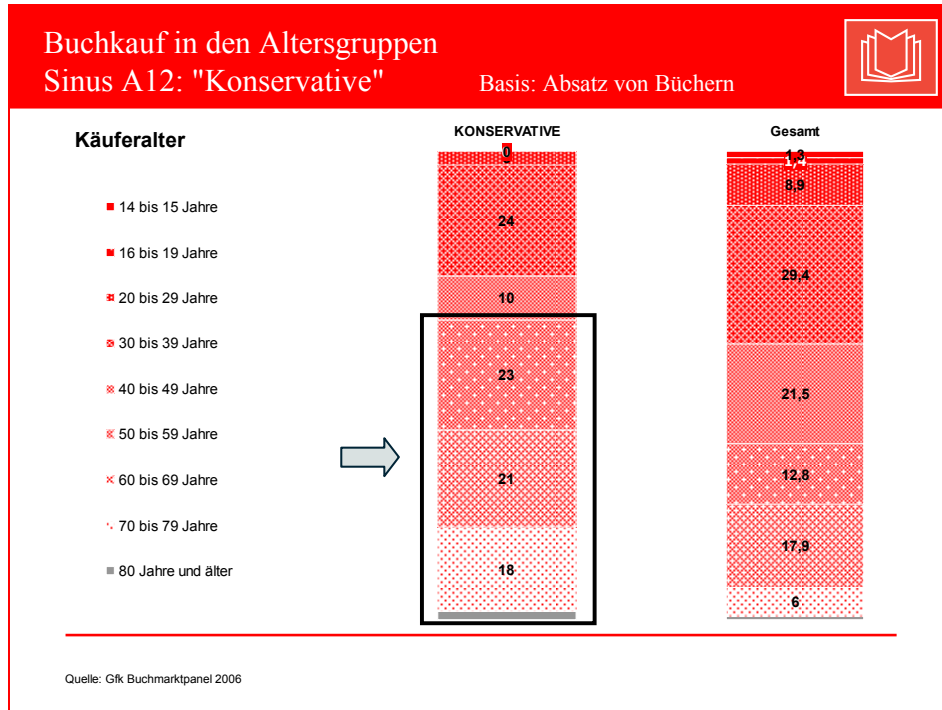 Buchkauf in den Altersgruppen
Sinus A12: "Konservative" Basis: Absatz von Büchern
Käuferalter
14 bis 15 Jahre
16 bis 19 Jahre
20 bis 29 Jahre
30 bis 39 Jahre
40 bis 49 Jahre
50 bis 59 Jahre
60 bis 69 Jahre
70 bis 79 Jahre
80 Jahre und älter
KONSERVATIVE
0
24
10
23
21
18
Gesamt
1,3
1,4
8,9
29,4
21,5
12,8
17,9
6
Quelle: Gfk Buchmarktpanel 2006